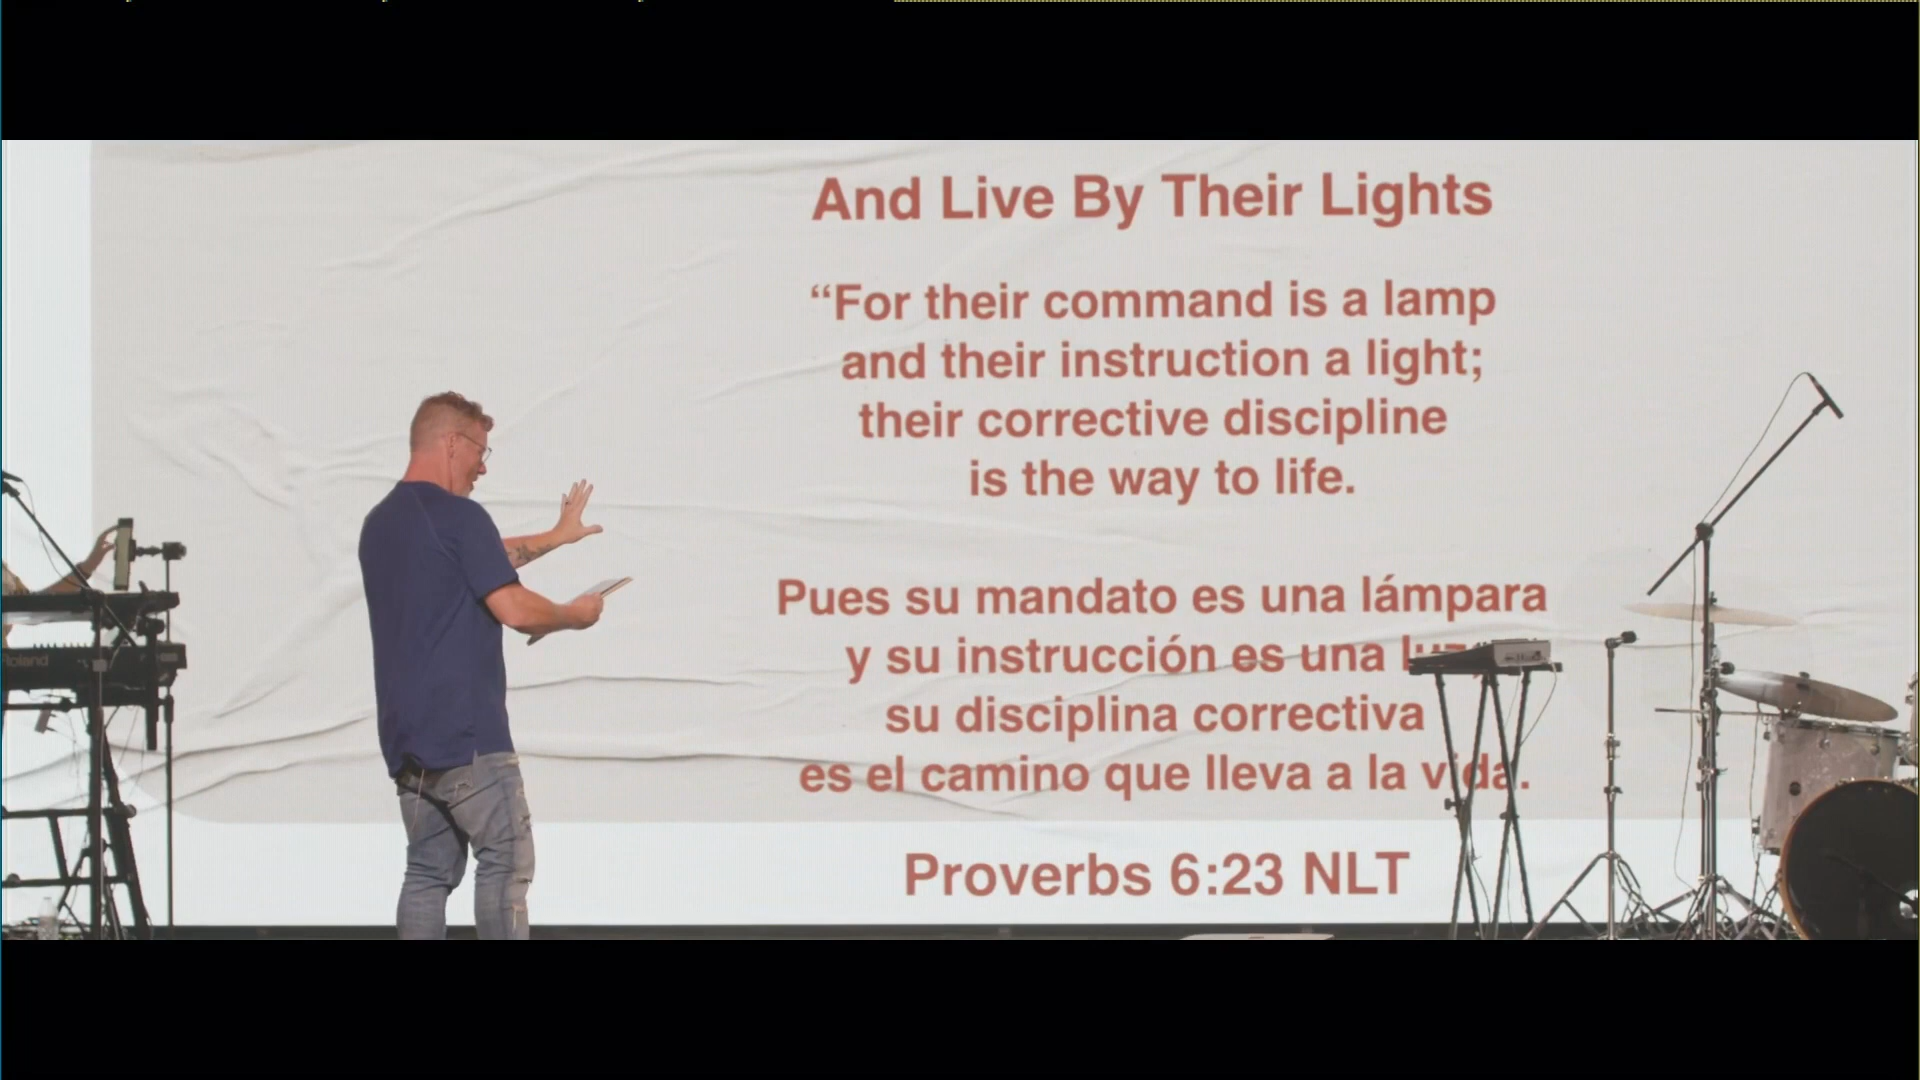 And Live By Their Lights
“For their command is a lamp
and their instruction a light;
their corrective discipline
is the way to life.
Pues su mandato es una lámpara
y su instrucción es una luz;
su disciplina correctiva
es el camino que lleva a la vida.
Proverbs 6:23 NLT
Roland